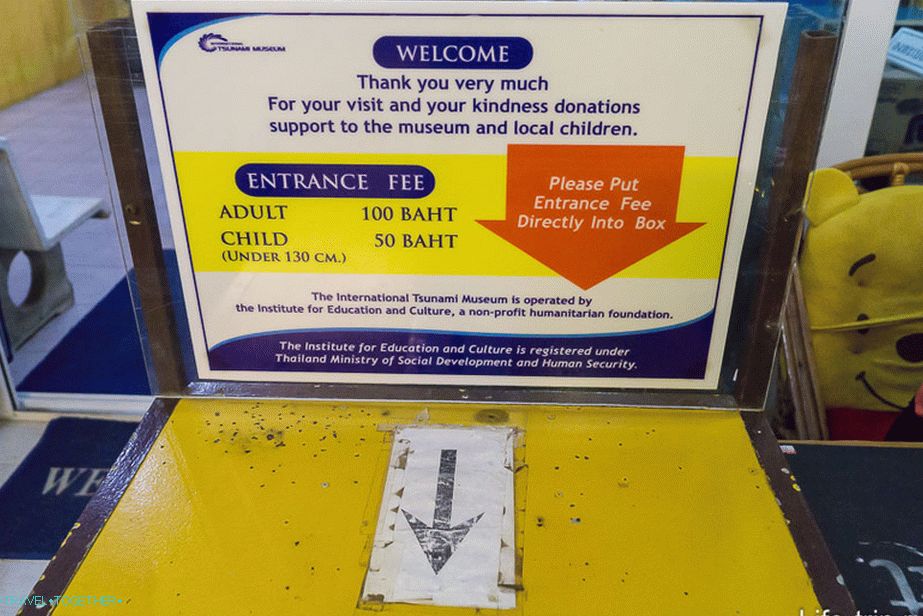 INTERNATIONAL
TSUNAMI MUSEUM
WELCOME
Thank you very much
For your visit and your kindness donations
support to the museum and local children.
ENTRANCE FEE
ADULT 100 BAHT
CHILD 50 BAHT
(UNDER 130 CM.)
Please Put
Entrance Fee
Directly Into Box
The International Tsunami Museum is operated by
the Institute for Education and Culture, a non-profit humanitarian foundation.
The Institute for Education and Culture is registered under
Thailand Ministry of Social Development and Human Security.
WE